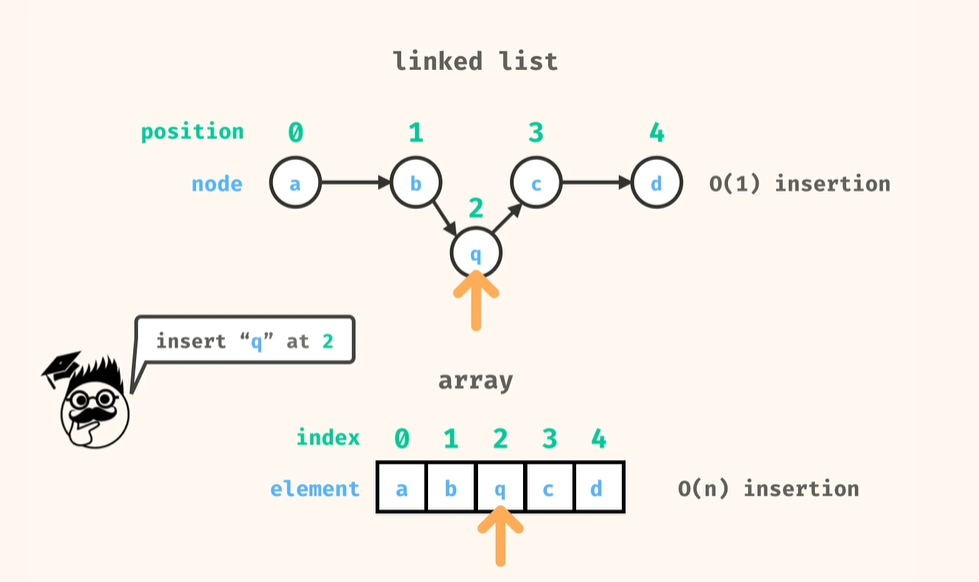 linked list
position 0 1 3 4
node a b c d O(1) insertion
2
q
insert “q” at 2
array
index 0 1 2 3 4
element a b q c d O(n) insertion